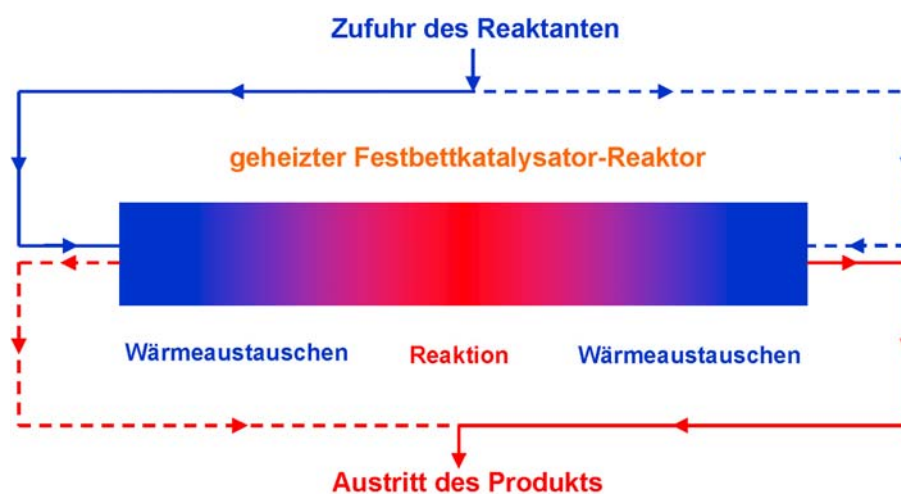 Zufuhr des Reaktanten
geheizter Festbettkatalysator-Reaktor
Wärmeaustauschen Reaktion Wärmeaustauschen
Austritt des Produkts